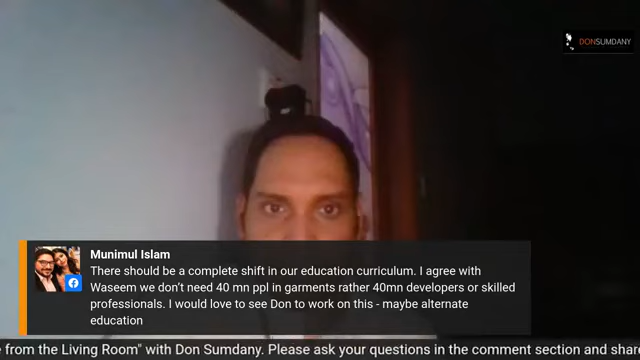 DONSUMDANY
Munimul Islam
There should be a complete shift in our education curriculum. I agree with
Waseem we don't need 40 mn ppl in garments rather 40mn developers or skilled
professionals. I would love to see Don to work on this - maybe alternate
education
from the Living Room" with Don Sumdany. Please ask your questions in the comment section and